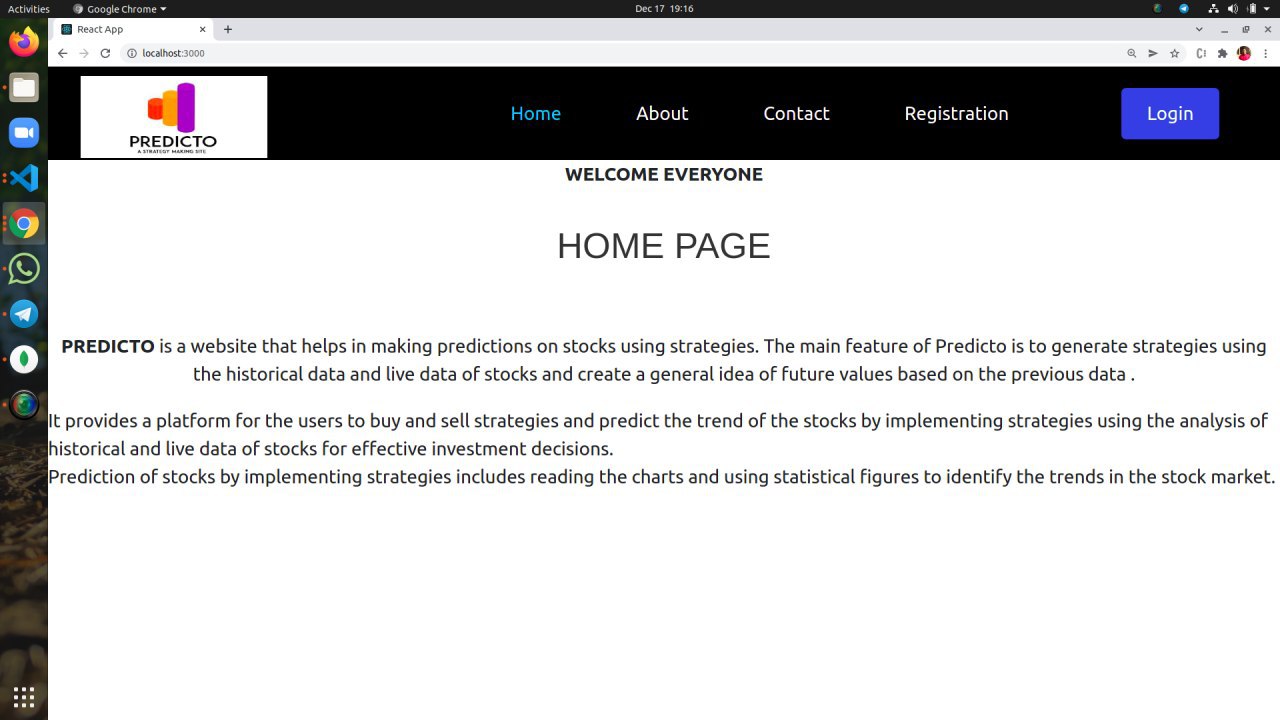 Activities
Google Chrome
Dec 17 19:16
React App
localhost:3000
PREDICTO
A STRATEGY MAKING SITE
Home
About
Contact
Registration
Login
WELCOME EVERYONE
HOME PAGE
PREDICTO is a website that helps in making predictions on stocks using strategies. The main feature of Predicto is to generate strategies using
the historical data and live data of stocks and create a general idea of future values based on the previous data .
It provides a platform for the users to buy and sell strategies and predict the trend of the stocks by implementing strategies using the analysis of
historical and live data of stocks for effective investment decisions.
Prediction of stocks by implementing strategies includes reading the charts and using statistical figures to identify the trends in the stock market.